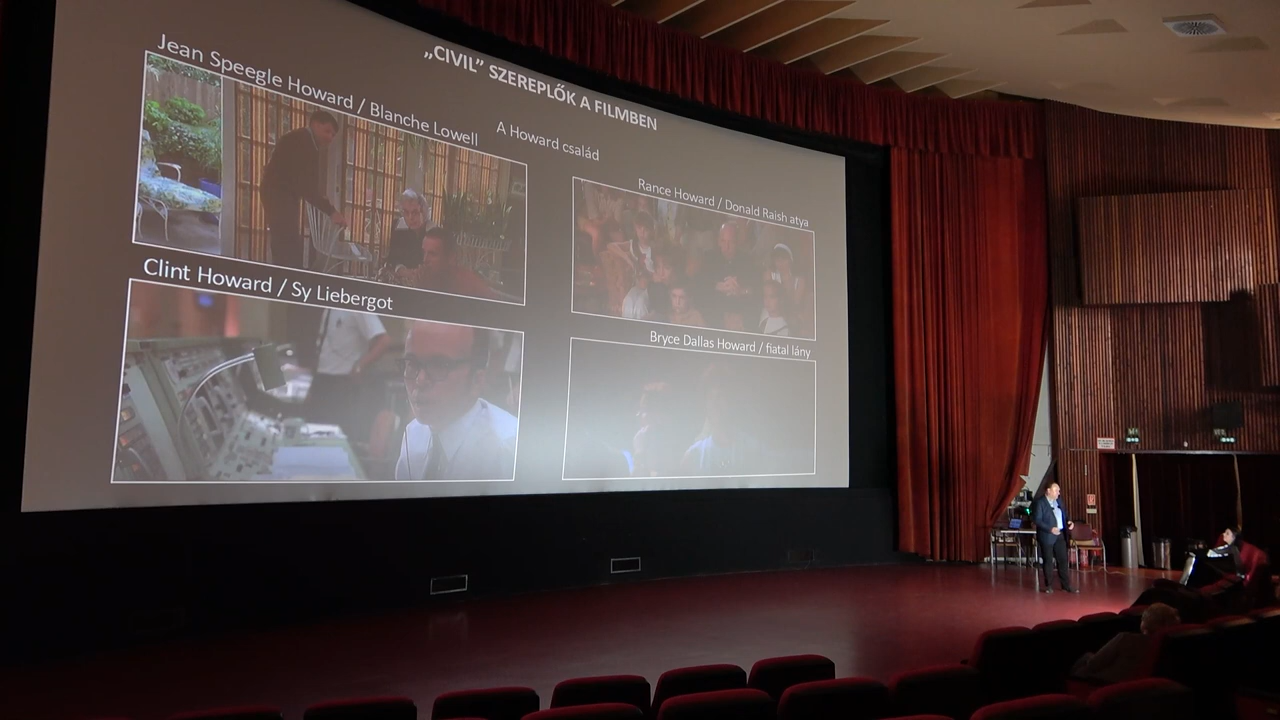 „CIVIL” SZEREPLŐK A FILMBEN
A Howard család
Jean Speegle Howard / Blanche Lowell
Rance Howard / Donald Raish atya
Clint Howard / Sy Liebergot
Bryce Dallas Howard / fiatal lány